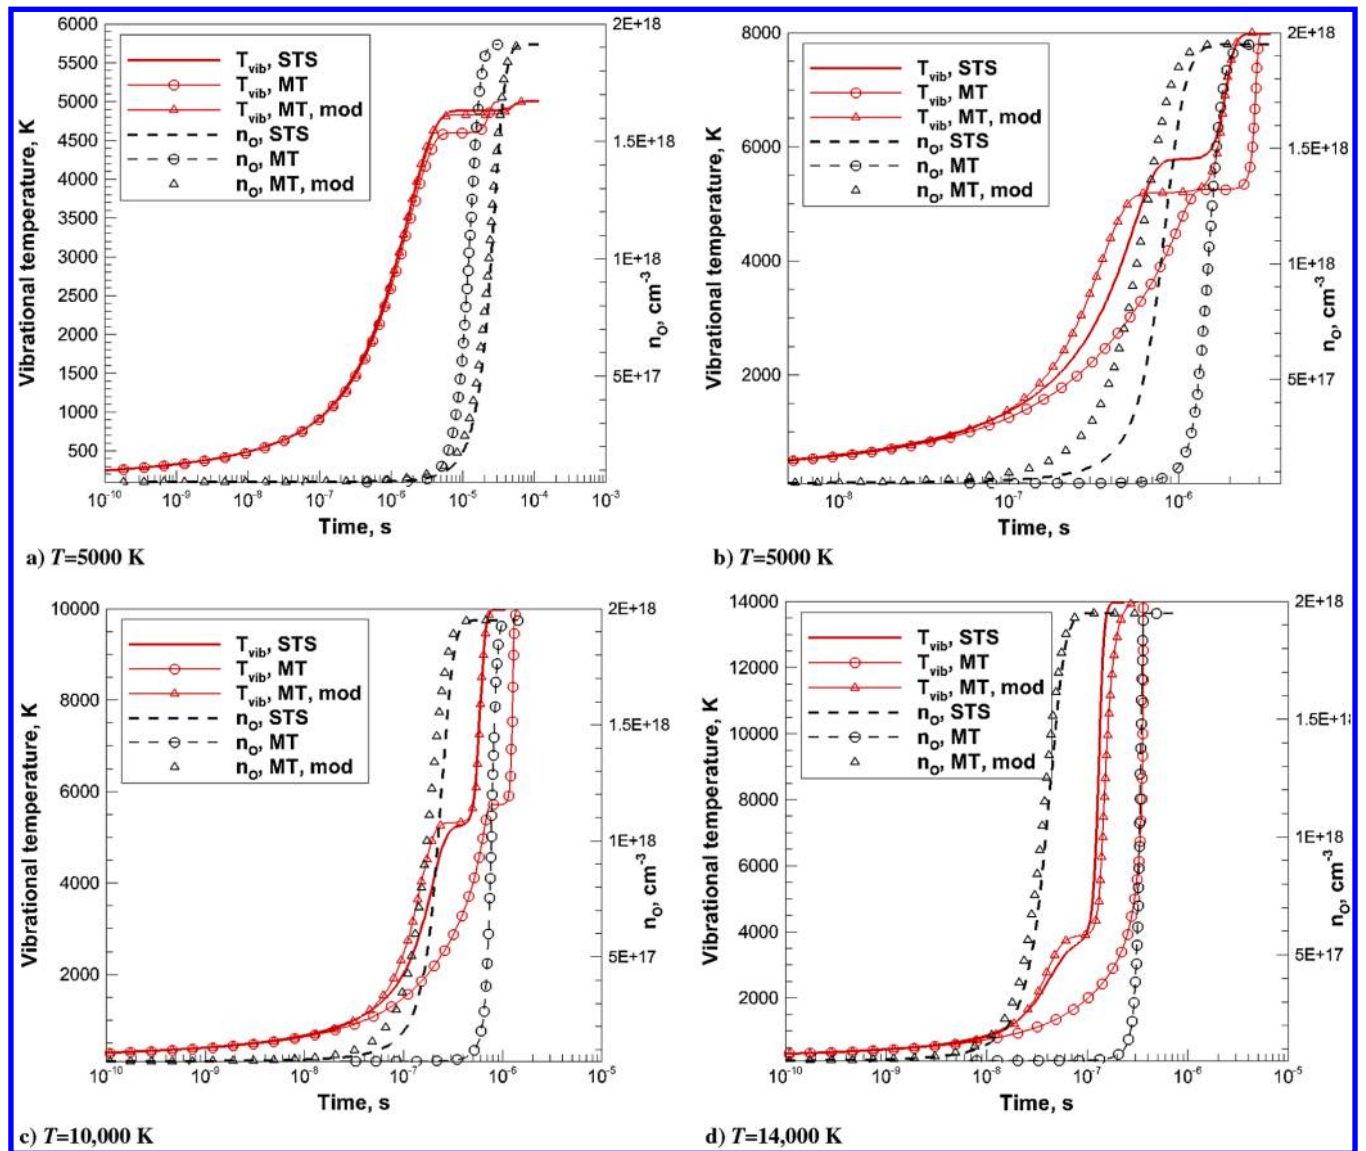 6000
5500
5000
4500
4000
3500
3000
2500
2000
1500
1000
500
Vibrational temperature, K
T_vib, STS
T_vib, MT
T_vib, MT, mod
n_O, STS
n_O, MT
n_O, MT, mod
2E+18
1.5E+18
1E+18
5E+17
n_O, cm^-3
10^-10 10^-9 10^-8 10^-7 10^-6 10^-5 10^-4 10^-3
Time, s
a) T=5000 K
8000
6000
4000
2000
Vibrational temperature, K
T_vib, STS
T_vib, MT
T_vib, MT, mod
n_O, STS
n_O, MT
n_O, MT, mod
2E+18
1.5E+18
1E+18
5E+17
n_O, cm^-3
10^-8 10^-7 10^-6
Time, s
b) T=5000 K
10000
8000
6000
4000
2000
Vibrational temperature, K
T_vib, STS
T_vib, MT
T_vib, MT, mod
n_O, STS
n_O, MT
n_O, MT, mod
2E+18
1.5E+18
1E+18
5E+17
n_O, cm^-3
10^-10 10^-9 10^-8 10^-7 10^-6 10^-5
Time, s
c) T=10,000 K
14000
12000
10000
8000
6000
4000
2000
Vibrational temperature, K
T_vib, STS
T_vib, MT
T_vib, MT, mod
n_O, STS
n_O, MT
n_O, MT, mod
2E+18
1.5E+18
1E+18
5E+17
n_O, cm^-3
10^-10 10^-9 10^-8 10^-7 10^-6 10^-5
Time, s
d) T=14,000 K